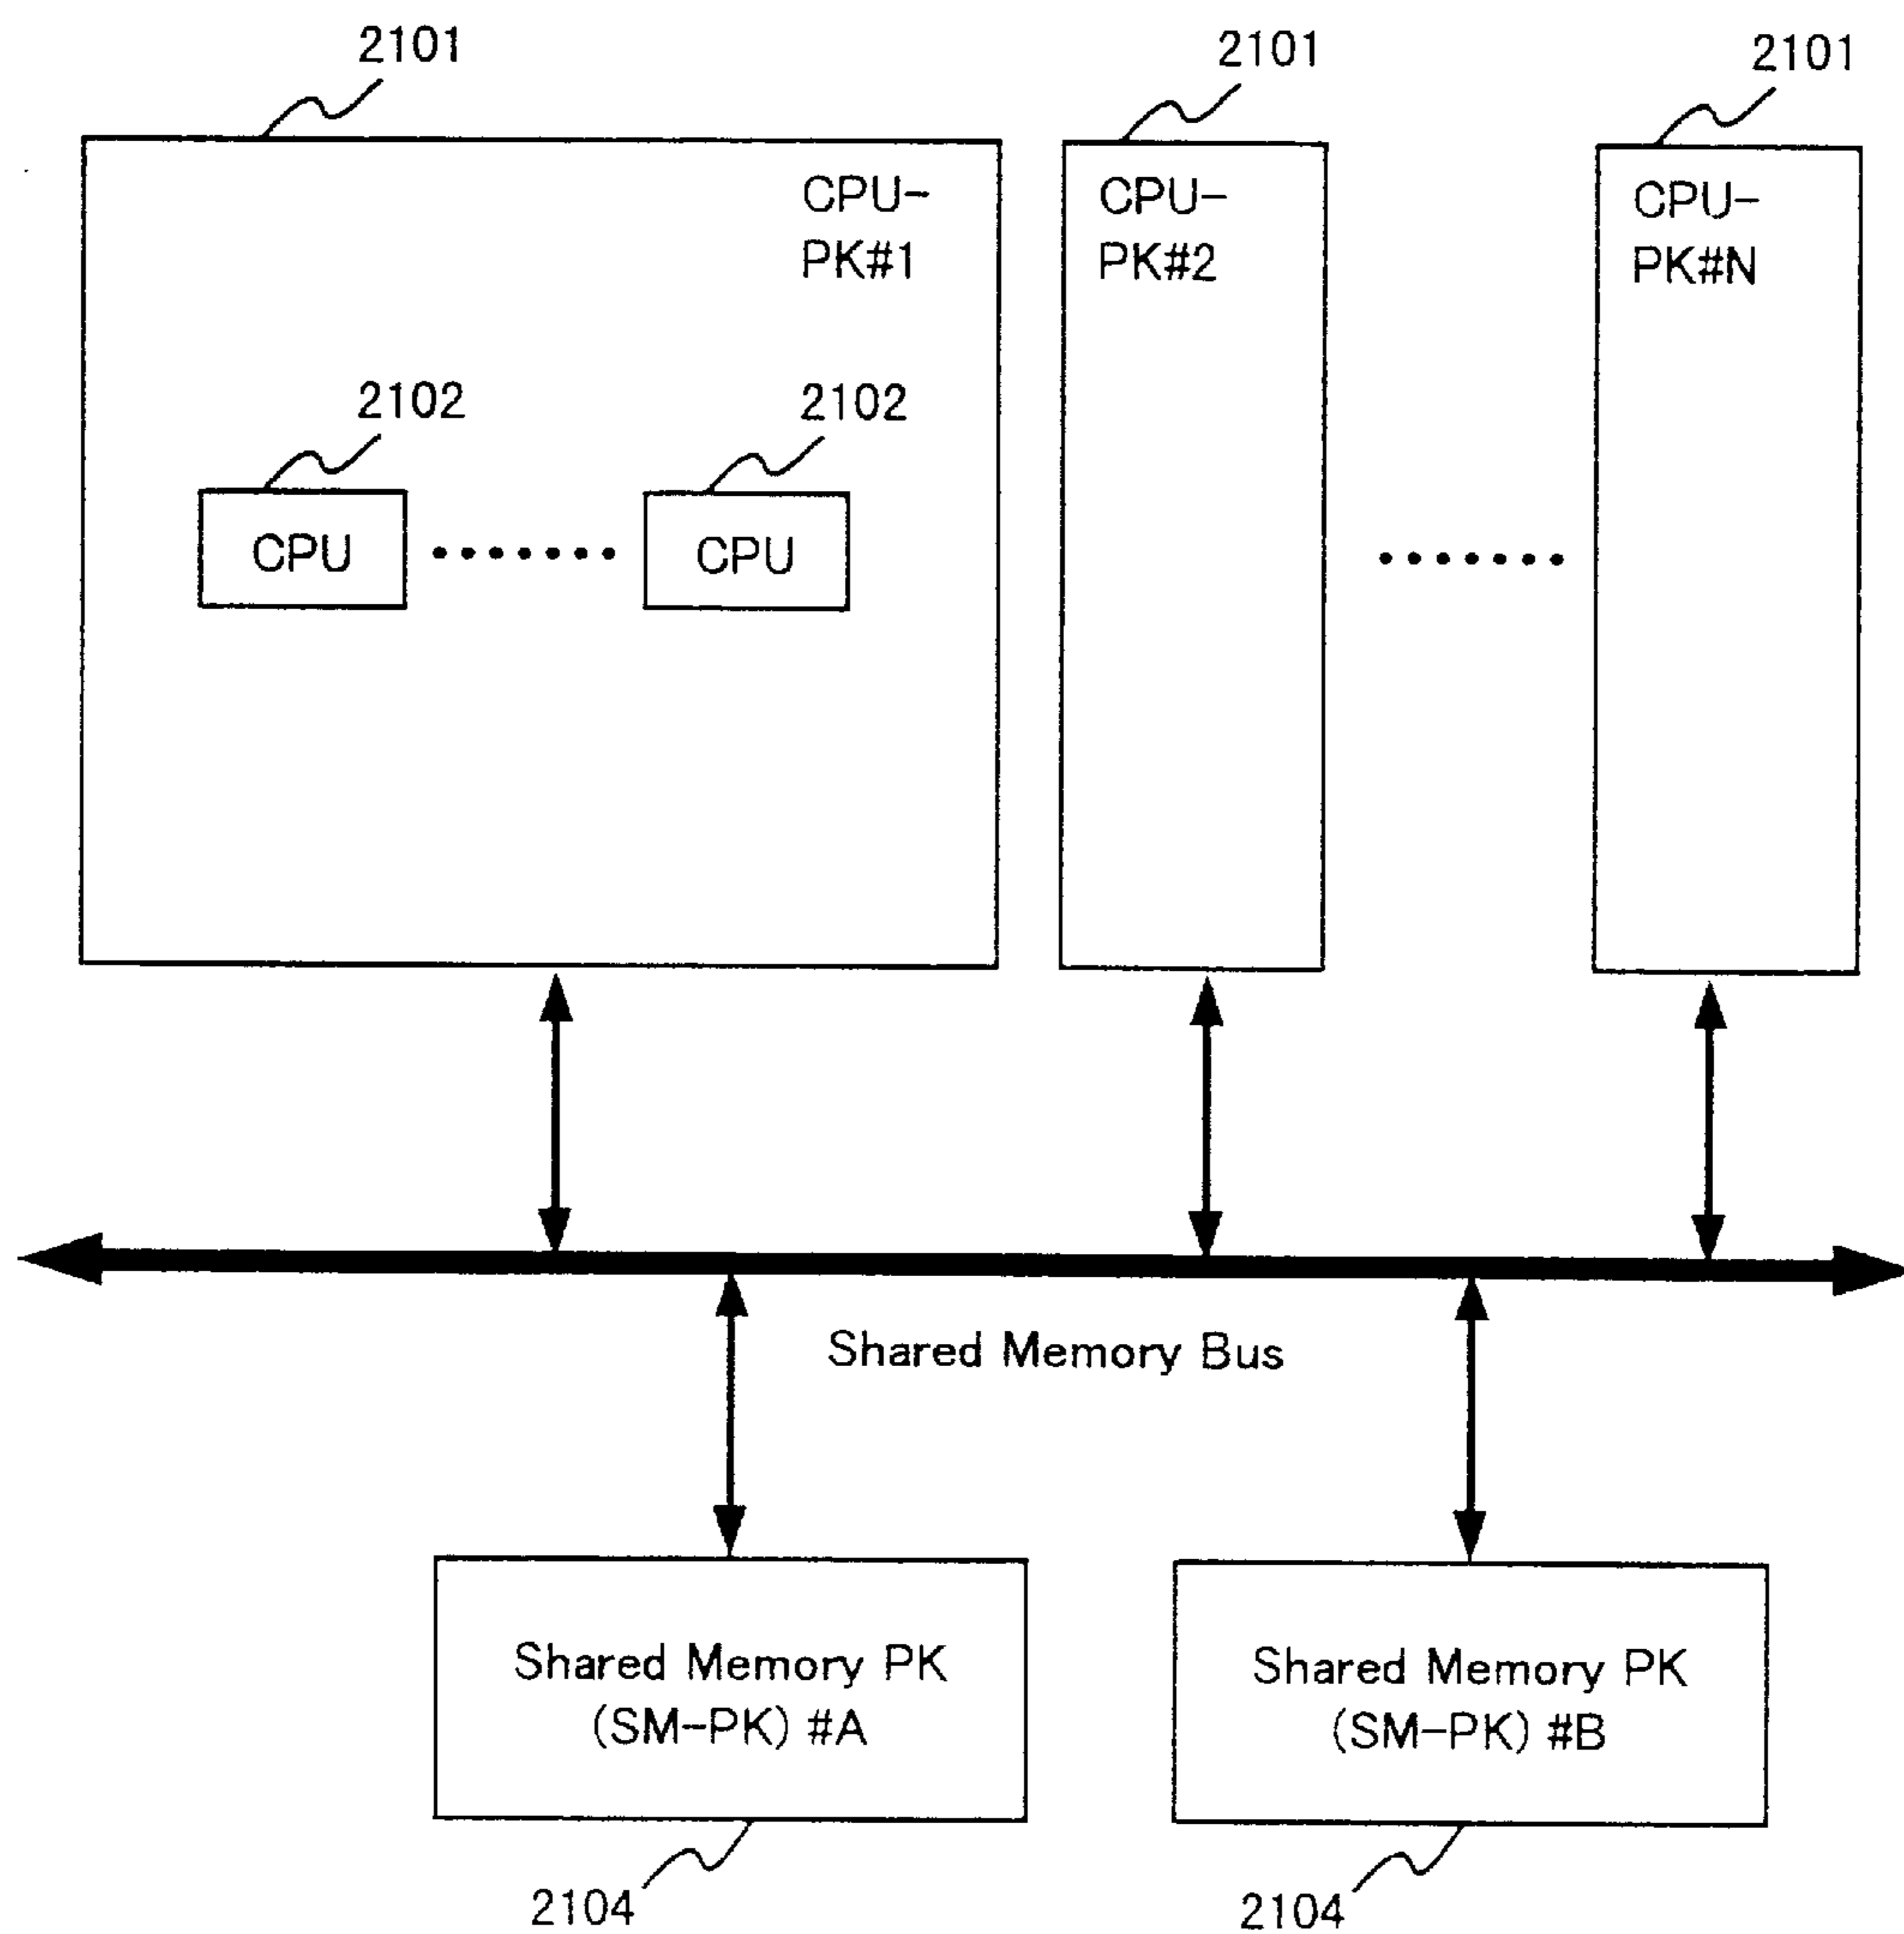 2101
2101
2101
CPU-
PK#1
CPU-
PK#2
CPU-
PK#N
2102
2102
CPU
CPU
Shared Memory Bus
Shared Memory PK
(SM-PK) #A
Shared Memory PK
(SM-PK) #B
2104
2104